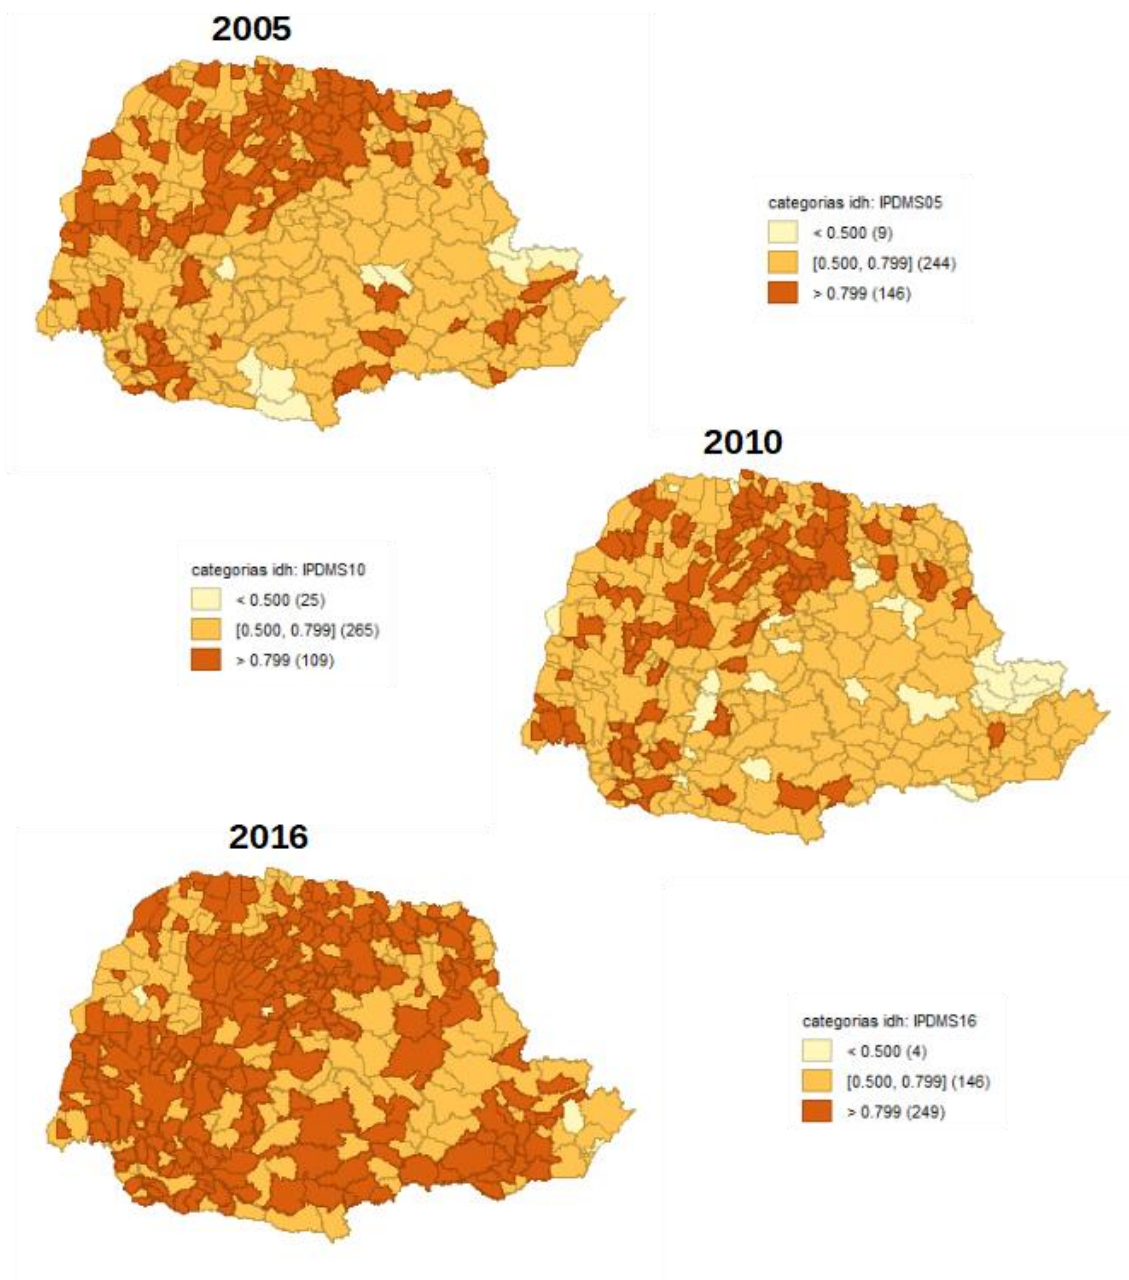 2005
categorias idh: IPDMS05
< 0.500 (9)
[0.500, 0.799] (244)
> 0.799 (146)
2010
categorias idh: IPDMS10
< 0.500 (25)
[0.500, 0.799] (265)
> 0.799 (109)
2016
categorias idh: IPDMS16
< 0.500 (4)
[0.500, 0.799] (146)
> 0.799 (249)